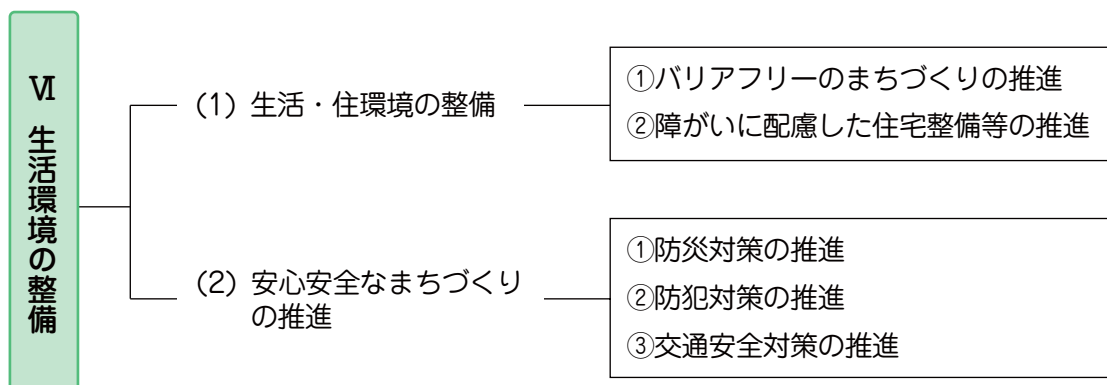 Ⅵ 生活環境の整備
(1) 生活・住環境の整備
①バリアフリーのまちづくりの推進
②障がいに配慮した住宅整備等の推進
(2) 安心安全なまちづくり
の推進
①防災対策の推進
②防犯対策の推進
③交通安全対策の推進